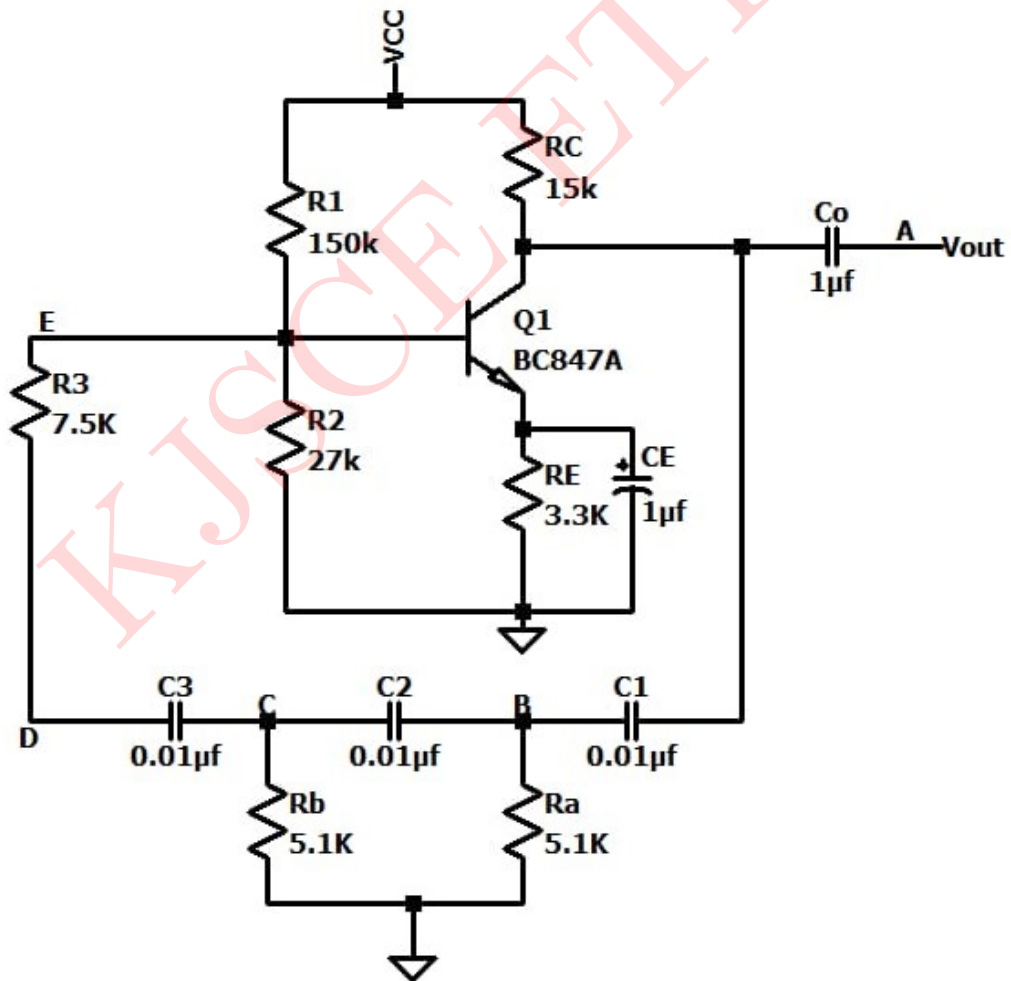 VCC
RC
15k
R1
150k
Co
1µf
A
Vout
E
Q1
BC847A
R3
7.5K
R2
27k
RE
3.3K
CE
1µf
C3
0.01µf
C
C2
0.01µf
B
C1
0.01µf
D
Rb
5.1K
Ra
5.1K
KJSCE ET